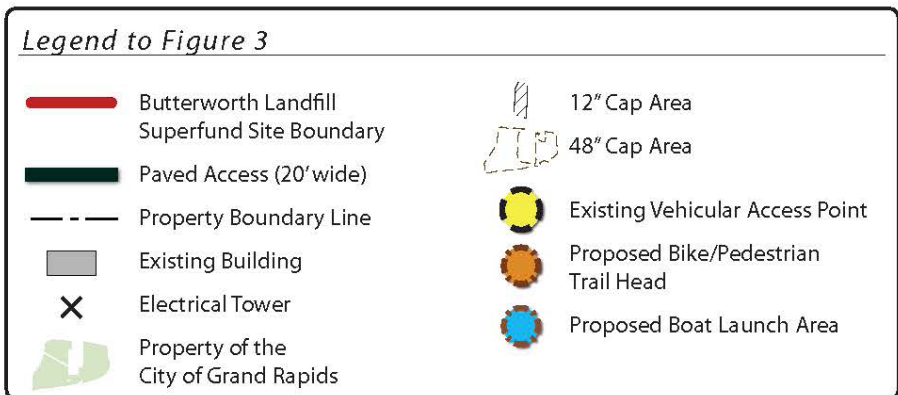 Legend to Figure 3
Butterworth Landfill
Superfund Site Boundary
Paved Access (20' wide)
Property Boundary Line
Existing Building
Electrical Tower
Property of the
City of Grand Rapids
12" Cap Area
48" Cap Area
Existing Vehicular Access Point
Proposed Bike/Pedestrian
Trail Head
Proposed Boat Launch Area